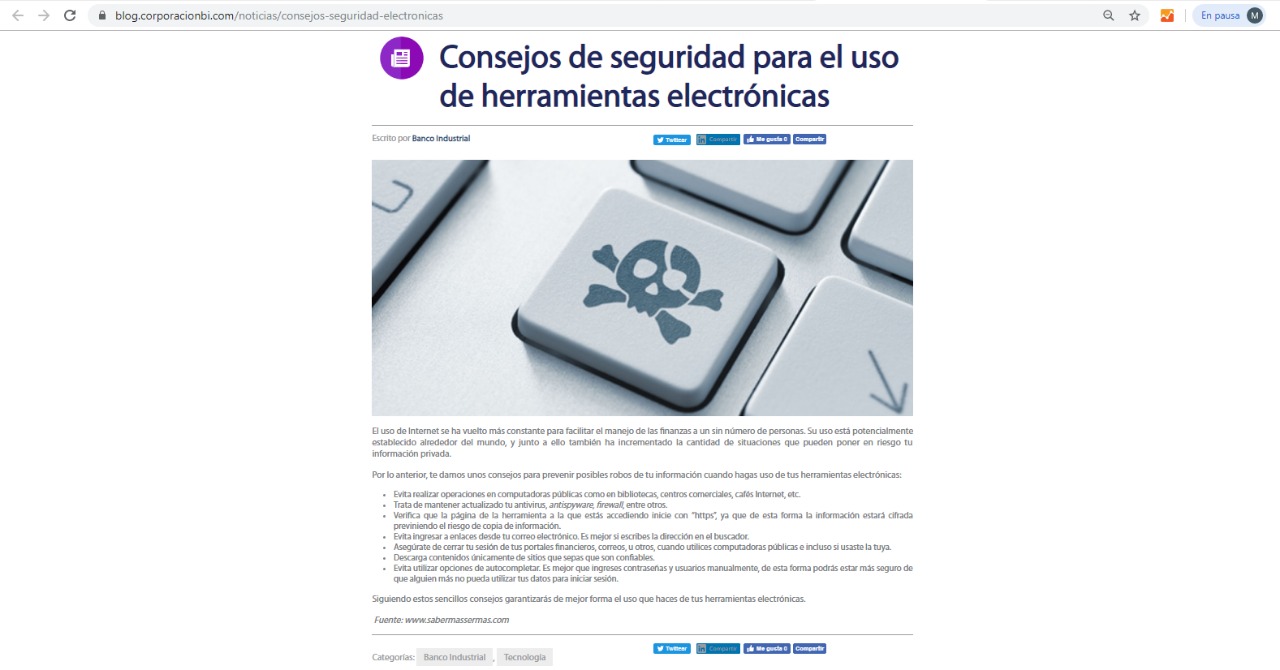 blog.corporacionbi.com/noticias/consejos-seguridad-electronicas
En pausa
M
Consejos de seguridad para el uso
de herramientas electrónicas
Escrito por Banco Industrial
Twittear
Compartir
Me gusta 0
Compartir
El uso de Internet se ha vuelto más constante para facilitar el manejo de las finanzas a un sin número de personas. Su uso está potencialmente
establecido alrededor del mundo, y junto a ello también ha incrementado la cantidad de situaciones que pueden poner en riesgo tu
información privada.
Por lo anterior, te damos unos consejos para prevenir posibles robos de tu información cuando hagas uso de tus herramientas electrónicas:
• Evita realizar operaciones en computadoras públicas como en bibliotecas, centros comerciales, cafés Internet, etc.
• Trata de mantener actualizado tu antivirus, antispyware, firewall, entre otros.
• Verifica que la página de la herramienta a la que estás accediendo inicie con "https", ya que de esta forma la información estará cifrada
previniendo el riesgo de copia de información.
• Evita ingresar a enlaces desde tu correo electrónico. Es mejor si escribes la dirección en el buscador.
• Asegúrate de cerrar tu sesión de tus portales financieros, correos, u otros, cuando utilices computadoras públicas e incluso si usaste la tuya.
• Descarga contenidos únicamente de sitios que sepas que son confiables.
• Evita utilizar opciones de autocompletar. Es mejor que ingreses contraseñas y usuarios manualmente, de esta forma podrás estar más seguro de
que alguien más no pueda utilizar tus datos para iniciar sesión.
Siguiendo estos sencillos consejos garantizarás de mejor forma el uso que haces de tus herramientas electrónicas.
Fuente: www.sabermassermas.com
Twittear
Compartir
Me gusta 0
Compartir
Categorías: Banco Industrial , Tecnología